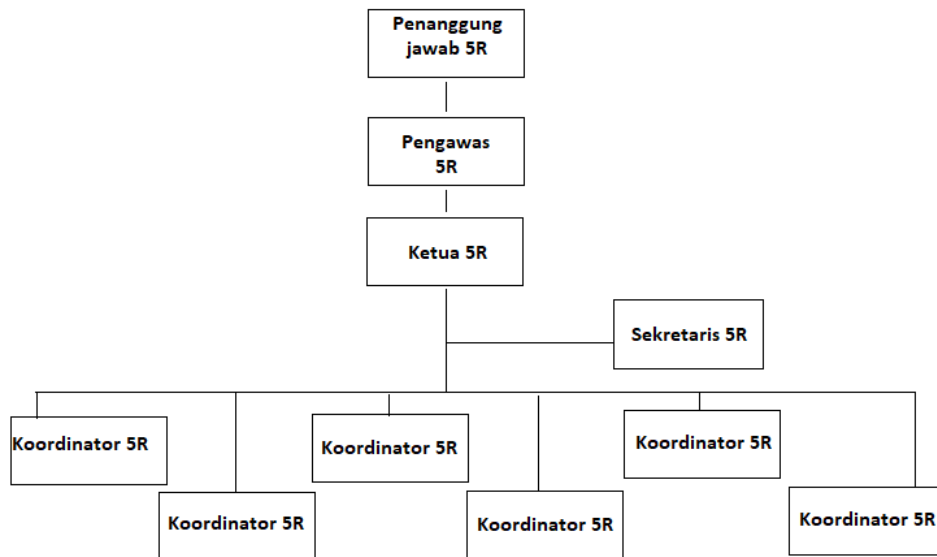 Penanggung
jawab 5R
Pengawas
5R
Ketua 5R
Sekretaris 5R
Koordinator 5R
Koordinator 5R
Koordinator 5R
Koordinator 5R
Koordinator 5R
Koordinator 5R